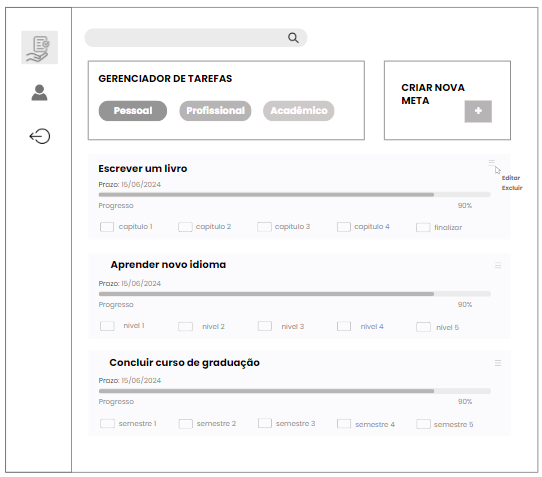 GERENCIADOR DE TAREFAS
Pessoal
Profissional
Acadêmico
CRIAR NOVA
META
+
Escrever um livro
Prazo: 15/06/2024
Progresso
90%
capitulo 1
capitulo 2
capitulo 3
capitulo 4
finalizar
Editar
Excluir
Aprender novo idioma
Prazo: 15/06/2024
Progresso
90%
nivel 1
nivel 2
nivel 3
nivel 4
nivel 5
Concluir curso de graduação
Prazo: 15/06/2024
Progresso
90%
semestre 1
semestre 2
semestre 3
semestre 4
semestre 5